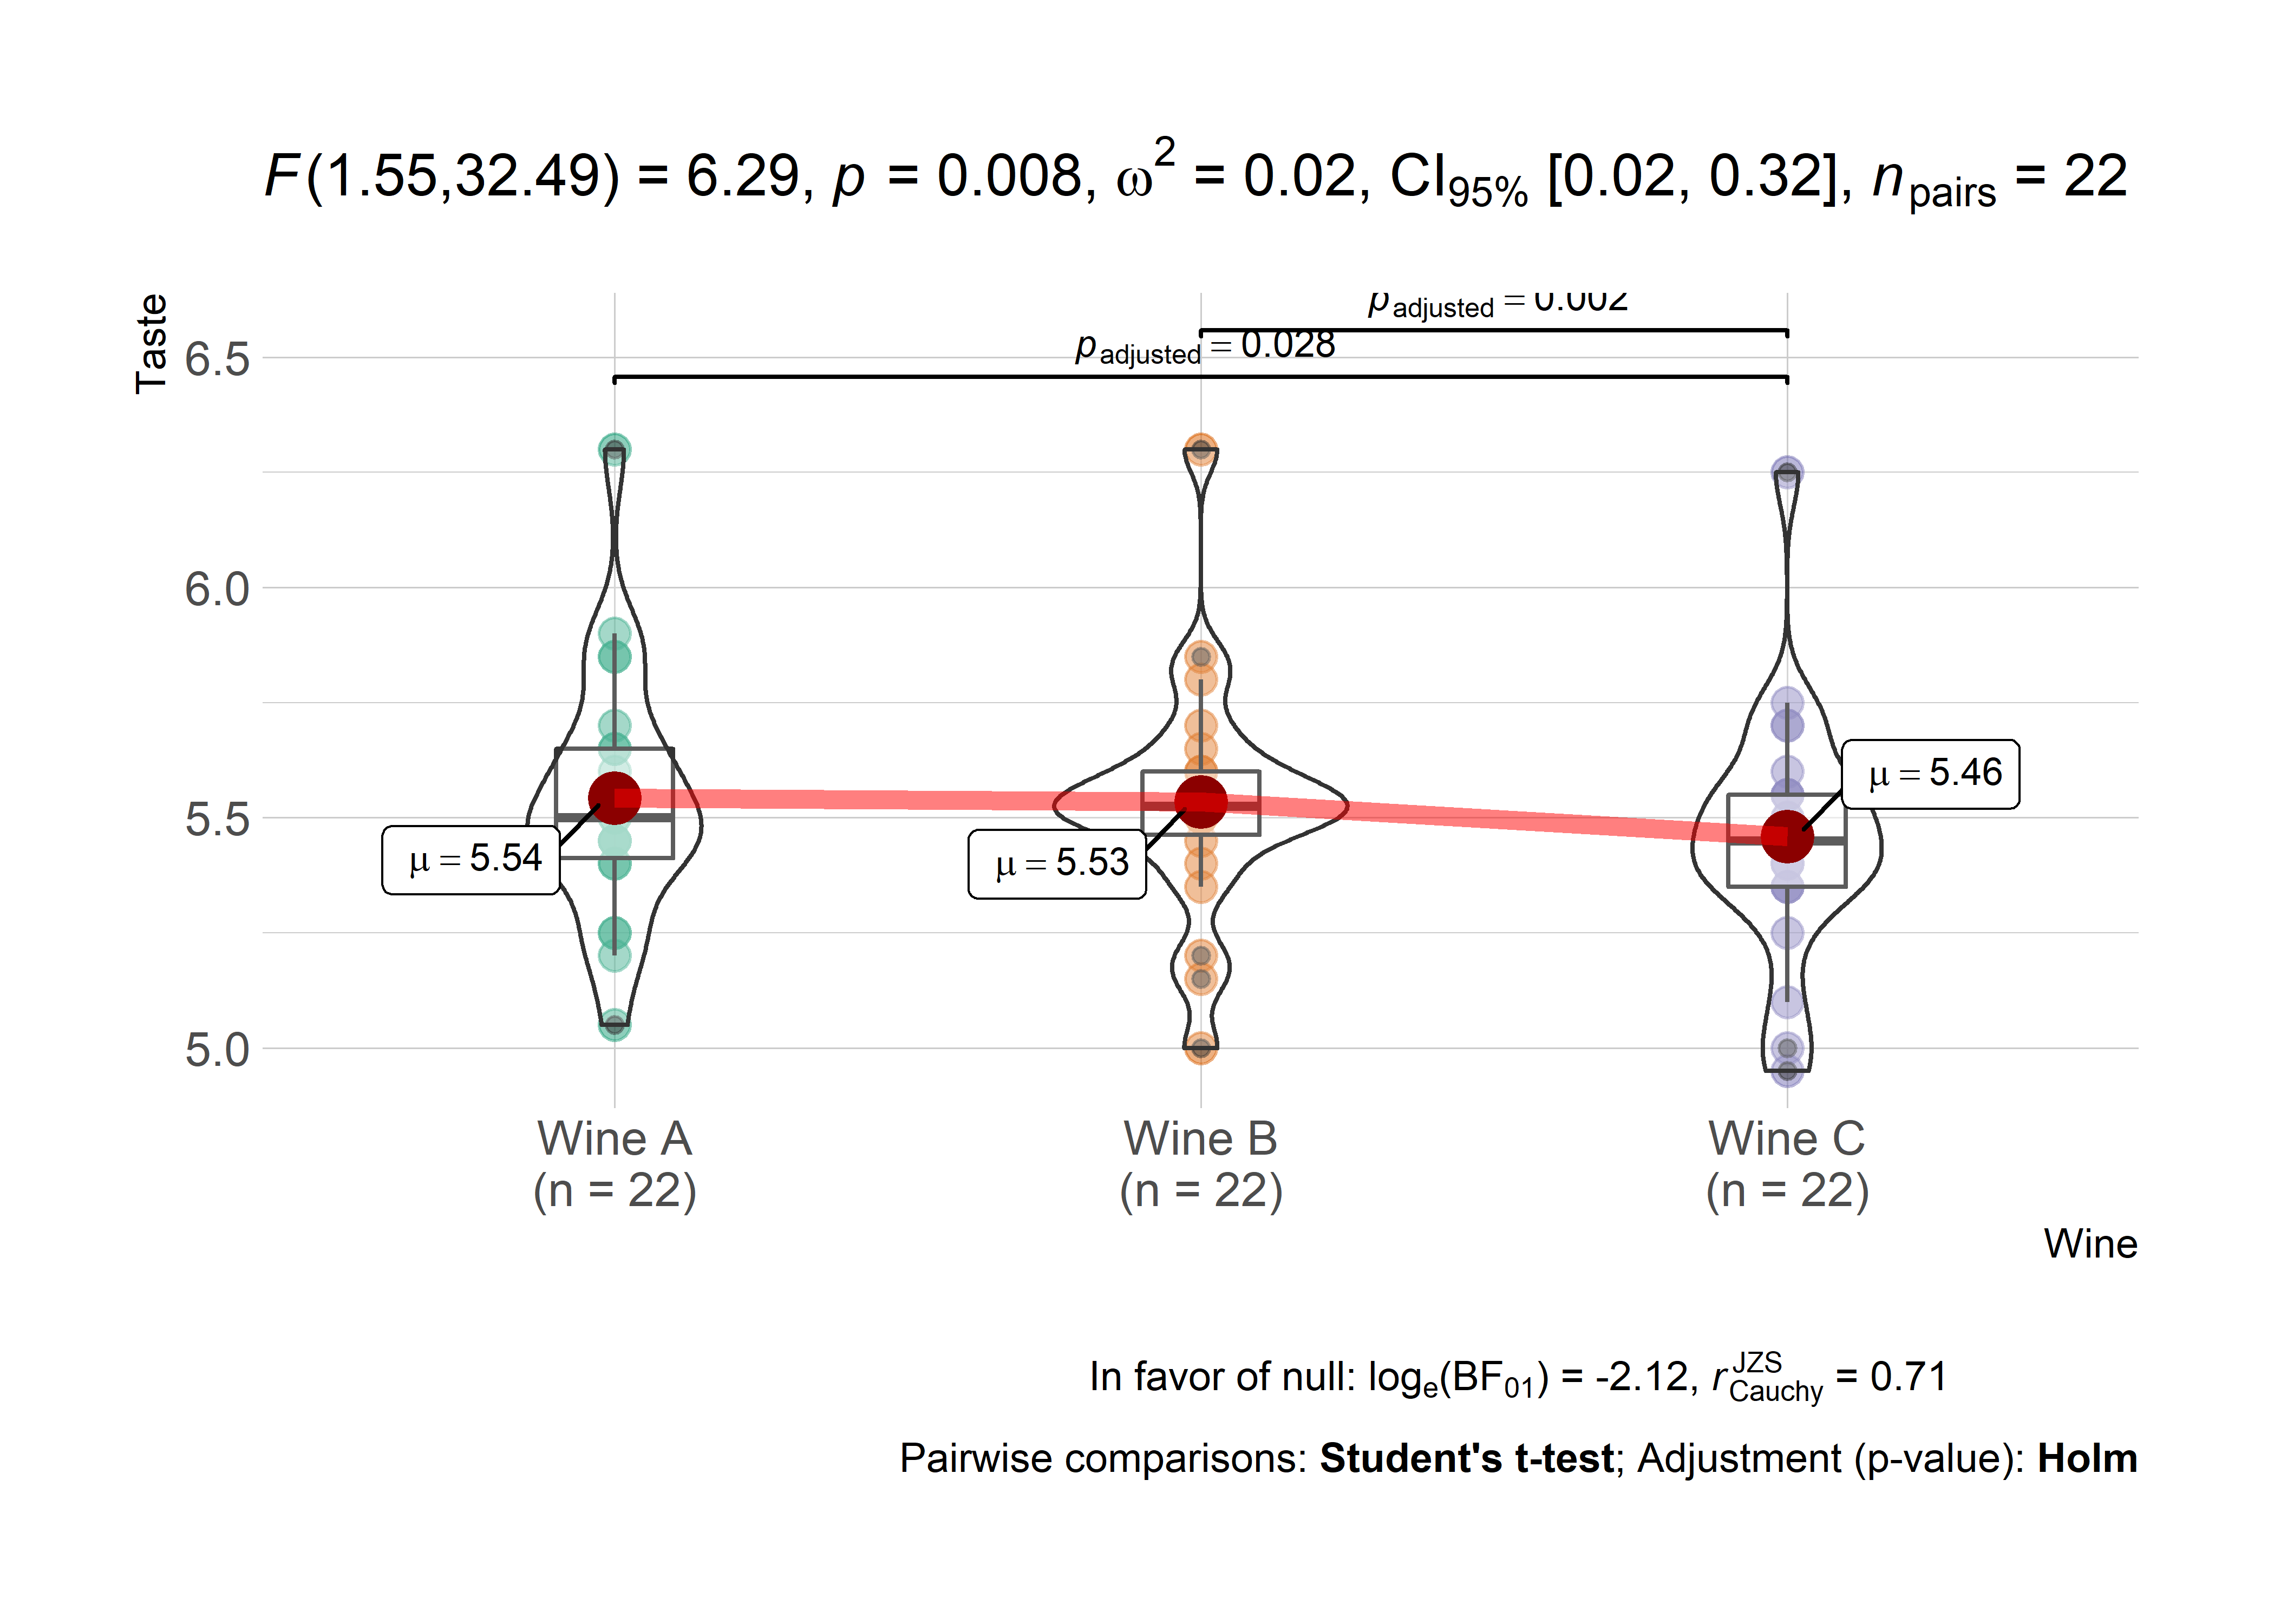 F(1.55,32.49) = 6.29, p = 0.008, ω² = 0.02, CI95% [0.02, 0.32], npairs = 22
Taste
padjusted = 0.002
padjusted = 0.028
6.5
6.0
5.5
5.0
μ = 5.54
μ = 5.53
μ = 5.46
Wine A
(n = 22)
Wine B
(n = 22)
Wine C
(n = 22)
Wine
In favor of null: loge(BF01) = -2.12, rJZSCauchy = 0.71
Pairwise comparisons: Student's t-test; Adjustment (p-value): Holm